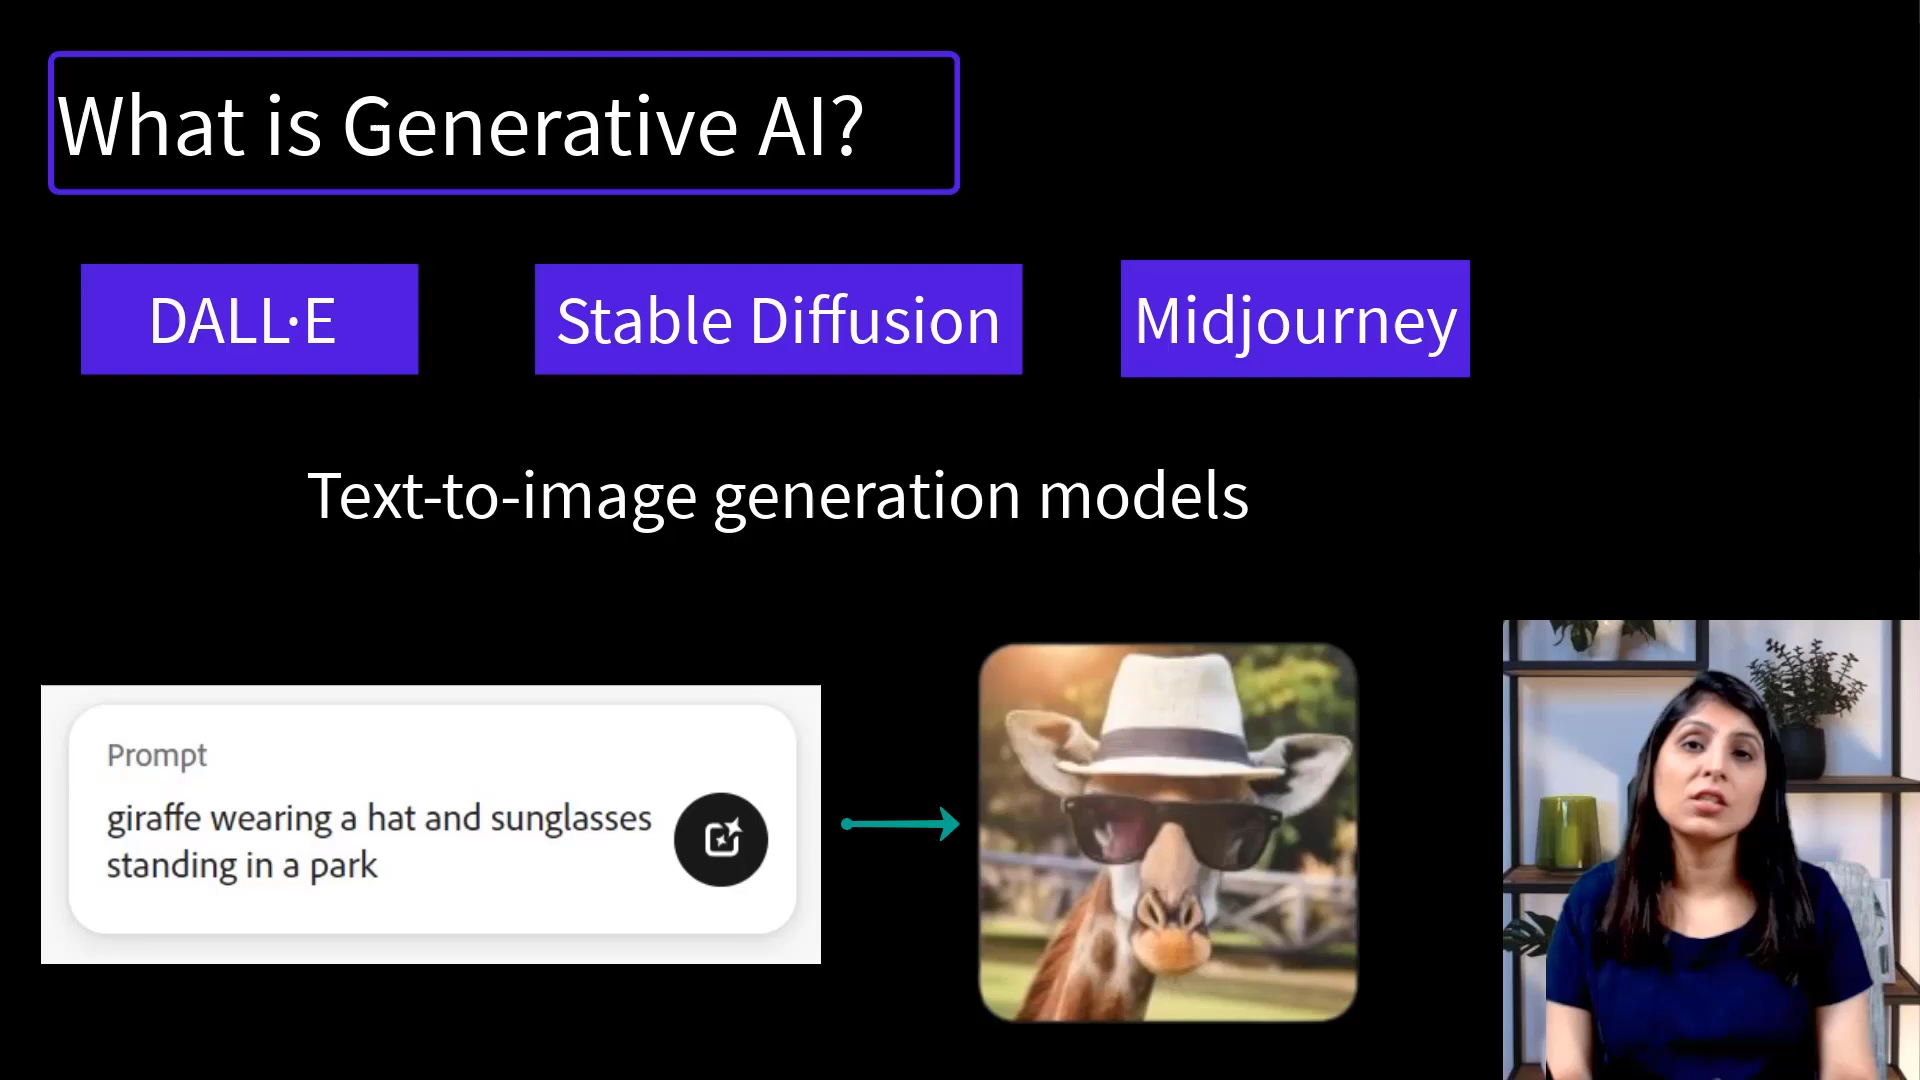 What is Generative AI?
DALL·E
Stable Diffusion
Midjourney
Text-to-image generation models
Prompt
giraffe wearing a hat and sunglasses
standing in a park